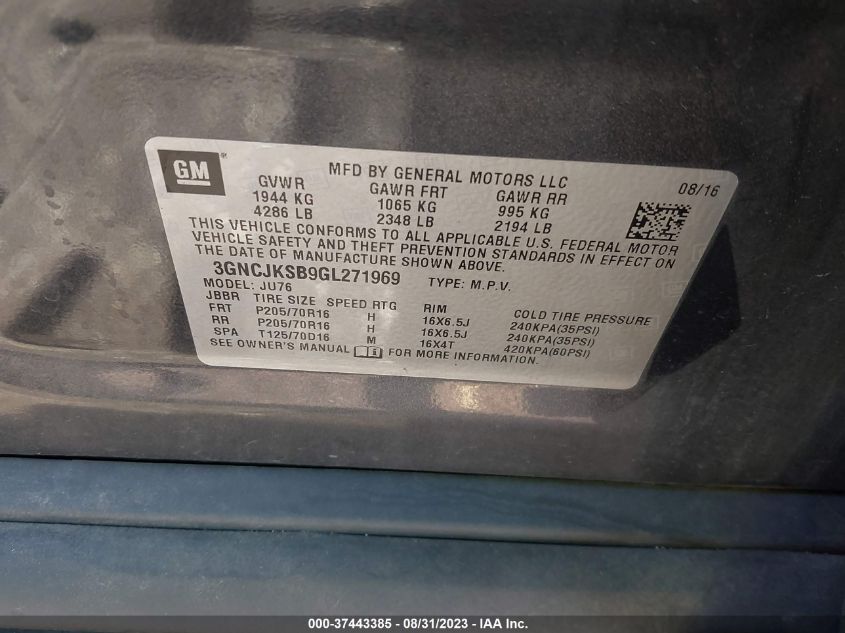 GM
MFD BY GENERAL MOTORS LLC 08/16
GVWR GAWR FRT GAWR RR
1944 KG 1065 KG 995 KG
4286 LB 2348 LB 2194 LB
THIS VEHICLE CONFORMS TO ALL APPLICABLE U.S. FEDERAL MOTOR
VEHICLE SAFETY AND THEFT PREVENTION STANDARDS IN EFFECT ON
THE DATE OF MANUFACTURE SHOWN ABOVE.
3GNCJKSB9GL271969 TYPE: M.P.V.
MODEL: JU76
JBBR TIRE SIZE SPEED RTG RIM COLD TIRE PRESSURE
FRT P205/70R16 H 16X6.5J 240KPA(35PSI)
RR P205/70R16 H 16X6.5J 240KPA(35PSI)
SPA T125/70D16 M 16X4T 420KPA(60PSI)
SEE OWNER'S MANUAL FOR MORE INFORMATION.
000-37443385 - 08/31/2023 - IAA Inc.